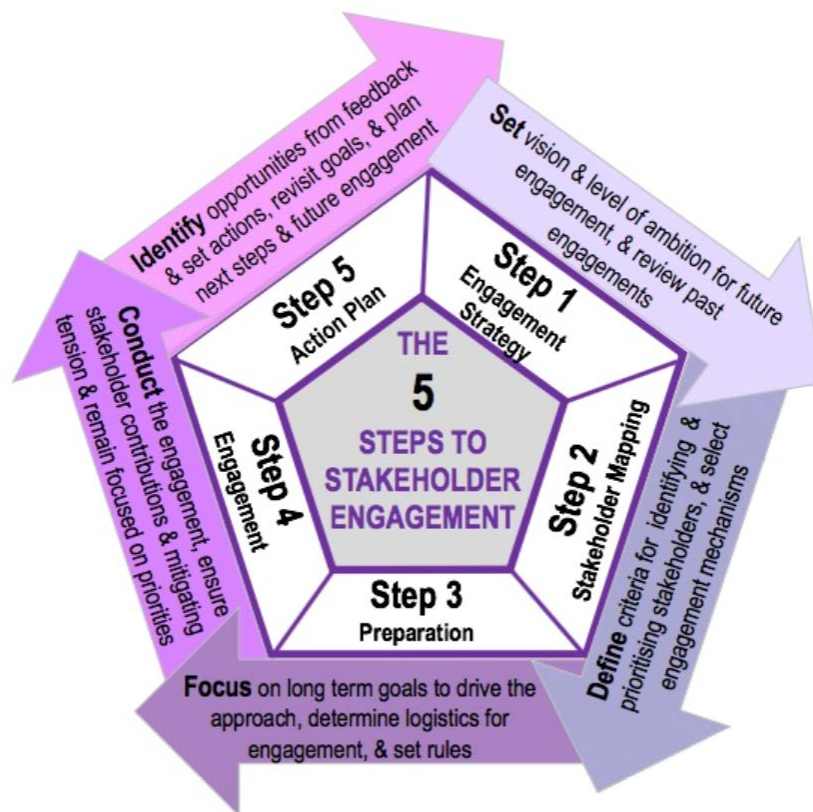 THE
5
STEPS TO
STAKEHOLDER
ENGAGEMENT
Step 1
Engagement
Strategy
Set vision & level of ambition for future
engagement, & review past
engagements
Step 2
Stakeholder Mapping
Define criteria for identifying &
prioritising stakeholders, & select
engagement mechanisms
Step 3
Preparation
Focus on long term goals to drive the
approach, determine logistics for
engagement, & set rules
Step 4
Engagement
Conduct the engagement, ensure
stakeholder contributions & mitigating
tension & remain focused on priorities
Step 5
Action Plan
Identify opportunities from feedback
& set actions, revisit goals, & plan
next steps & future engagement